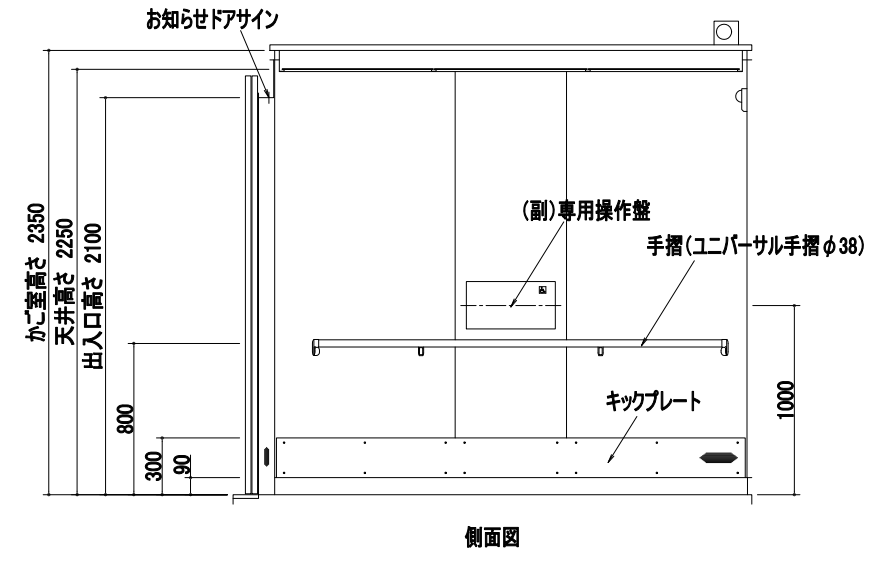 お知らせドアサイン
かご室高さ 2350
天井高さ 2250
出入口高さ 2100
(副)専用操作盤
手摺(ユニバーサル手摺φ38)
800
300
90
キックプレート
1000
側面図